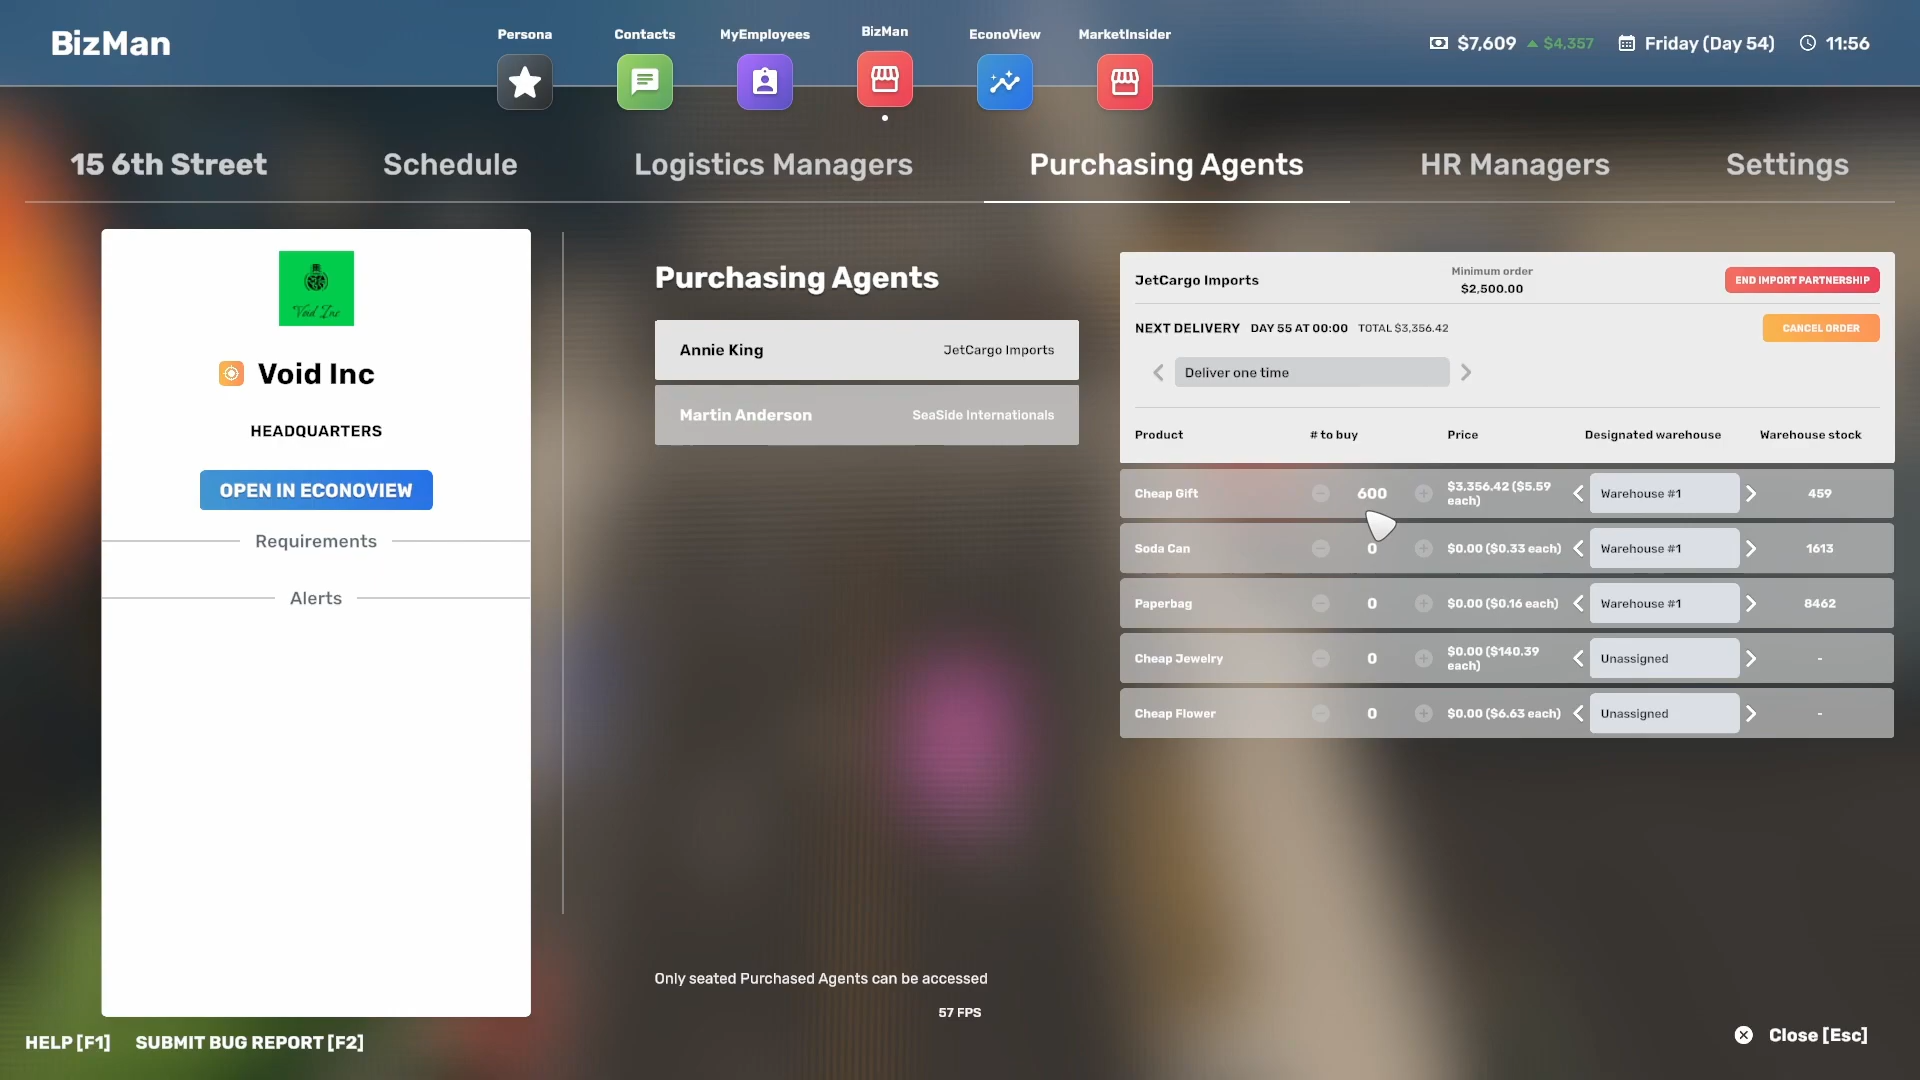 BizMan
Persona
Contacts
MyEmployees
BizMan
EconoView
MarketInsider
$7,609 $4,357 Friday (Day 54) 11:56
15 6th Street
Schedule
Logistics Managers
Purchasing Agents
HR Managers
Settings
Void Inc
Void Inc
HEADQUARTERS
OPEN IN ECONOVIEW
Requirements
Alerts
Purchasing Agents
Annie King JetCargo Imports
Martin Anderson SeaSide Internationals
Only seated Purchased Agents can be accessed
57 FPS
JetCargo Imports
Minimum order
$2,500.00
END IMPORT PARTNERSHIP
NEXT DELIVERY DAY 55 AT 00:00 TOTAL $3,356.42
CANCEL ORDER
Deliver one time
Product # to buy Price Designated warehouse Warehouse stock
Cheap Gift 600 $3,356.42 ($5.59 each) Warehouse #1 459
Soda Can 0 $0.00 ($0.33 each) Warehouse #1 1613
Paperbag 0 $0.00 ($0.16 each) Warehouse #1 8462
Cheap Jewelry 0 $0.00 ($140.39 each) Unassigned -
Cheap Flower 0 $0.00 ($6.63 each) Unassigned -
HELP [F1] SUBMIT BUG REPORT [F2]
Close [Esc]